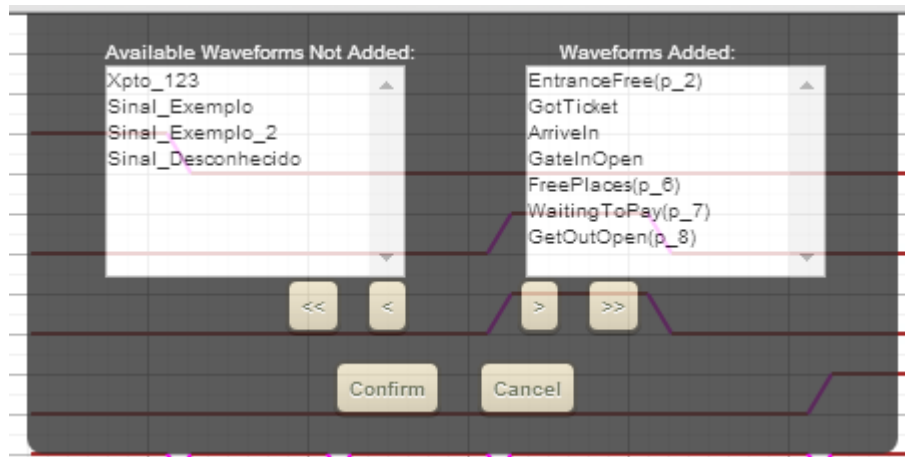 Available Waveforms Not Added:
Xpto_123
Sinal_Exemplo
Sinal_Exemplo_2
Sinal_Desconhecido
Waveforms Added:
EntranceFree(p_2)
GotTicket
ArriveIn
GateInOpen
FreePlaces(p_6)
WaitingToPay(p_7)
GetOutOpen(p_8)
<< < > >>
Confirm Cancel